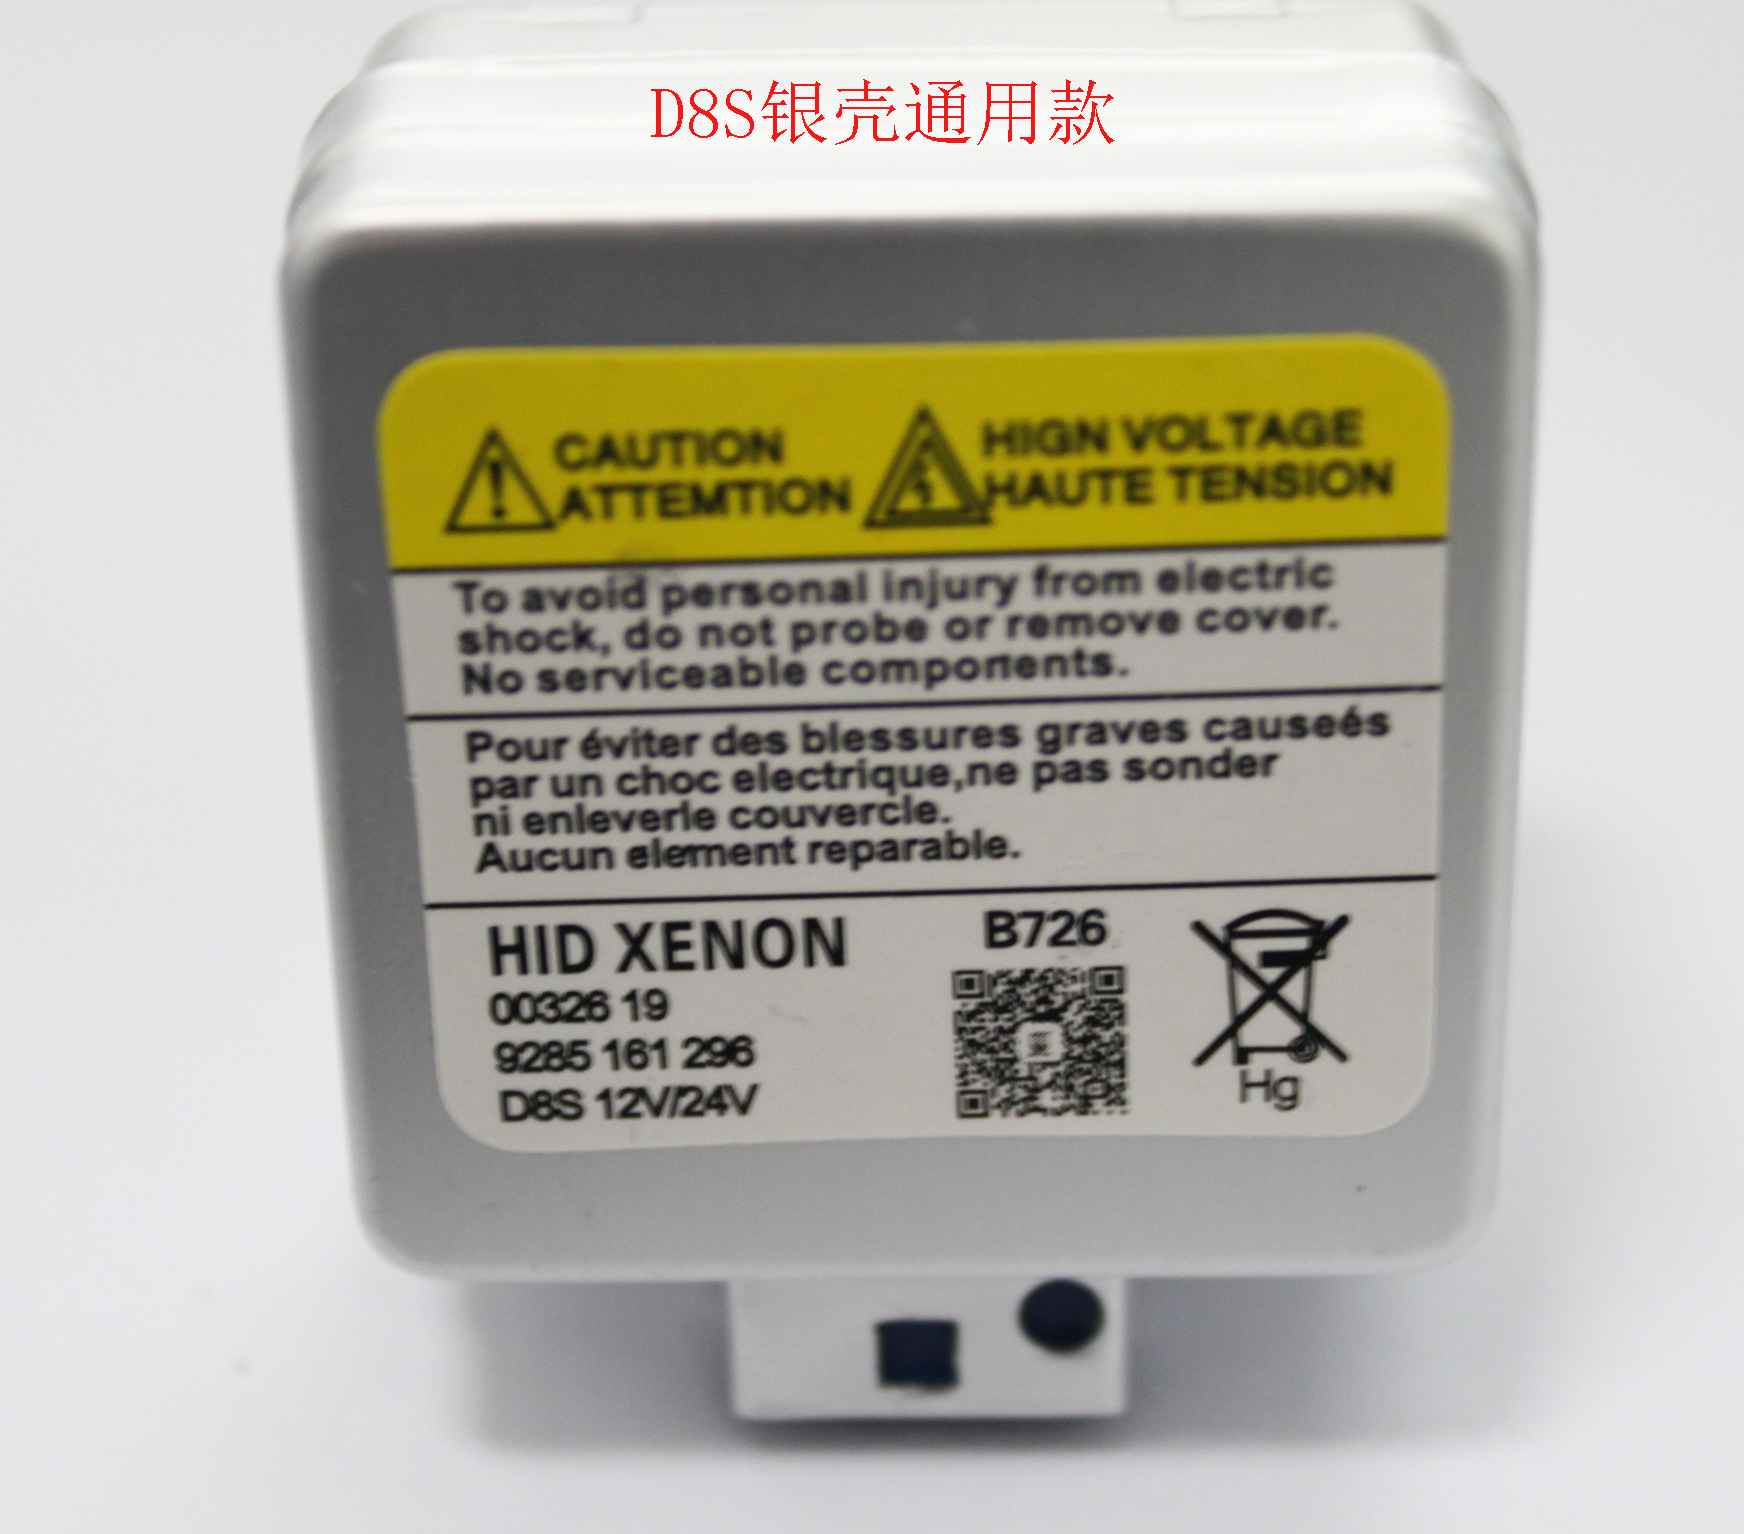 D8S银壳通用款
CAUTION
ATTEMTION
HIGN VOLTAGE
HAUTE TENSION
To avoid personal injury from electric
shock, do not probe or remove cover.
No serviceable components.
Pour éviter des blessures graves causeés
par un choc electrique,ne pas sonder
ni enleverle couvercle.
Aucun element reparable.
HID XENON
00326 19
9285 161 296
D8S 12V/24V
B726
Hg